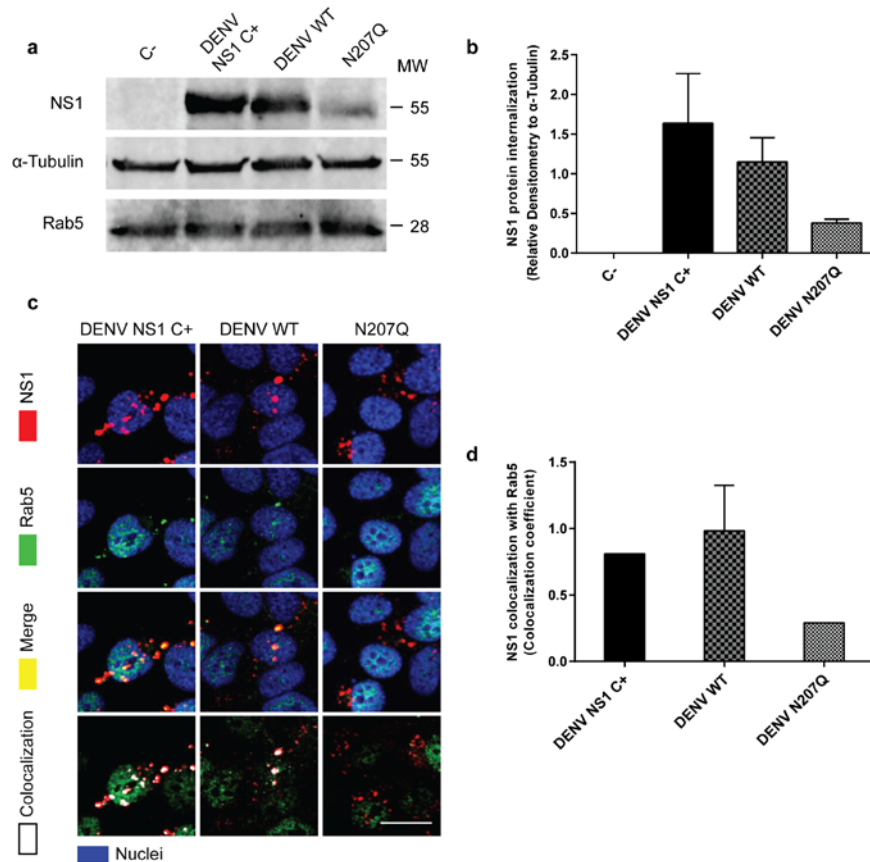 a
C-
DENV
NS1 C+
DENV WT
N207Q
MW
NS1
55
α-Tubulin
55
Rab5
28
b
NS1 protein internalization
(Relative Densitometry to α-Tubulin)
2.5
2.0
1.5
1.0
0.5
0.0
C-
DENV NS1 C+
DENV WT
DENV N207Q
c
DENV NS1 C+
DENV WT
N207Q
NS1
Rab5
Merge
Colocalization
Nuclei
d
NS1 colocalization with Rab5
(Colocalization coefficient)
1.5
1.0
0.5
0.0
DENV NS1 C+
DENV WT
DENV N207Q